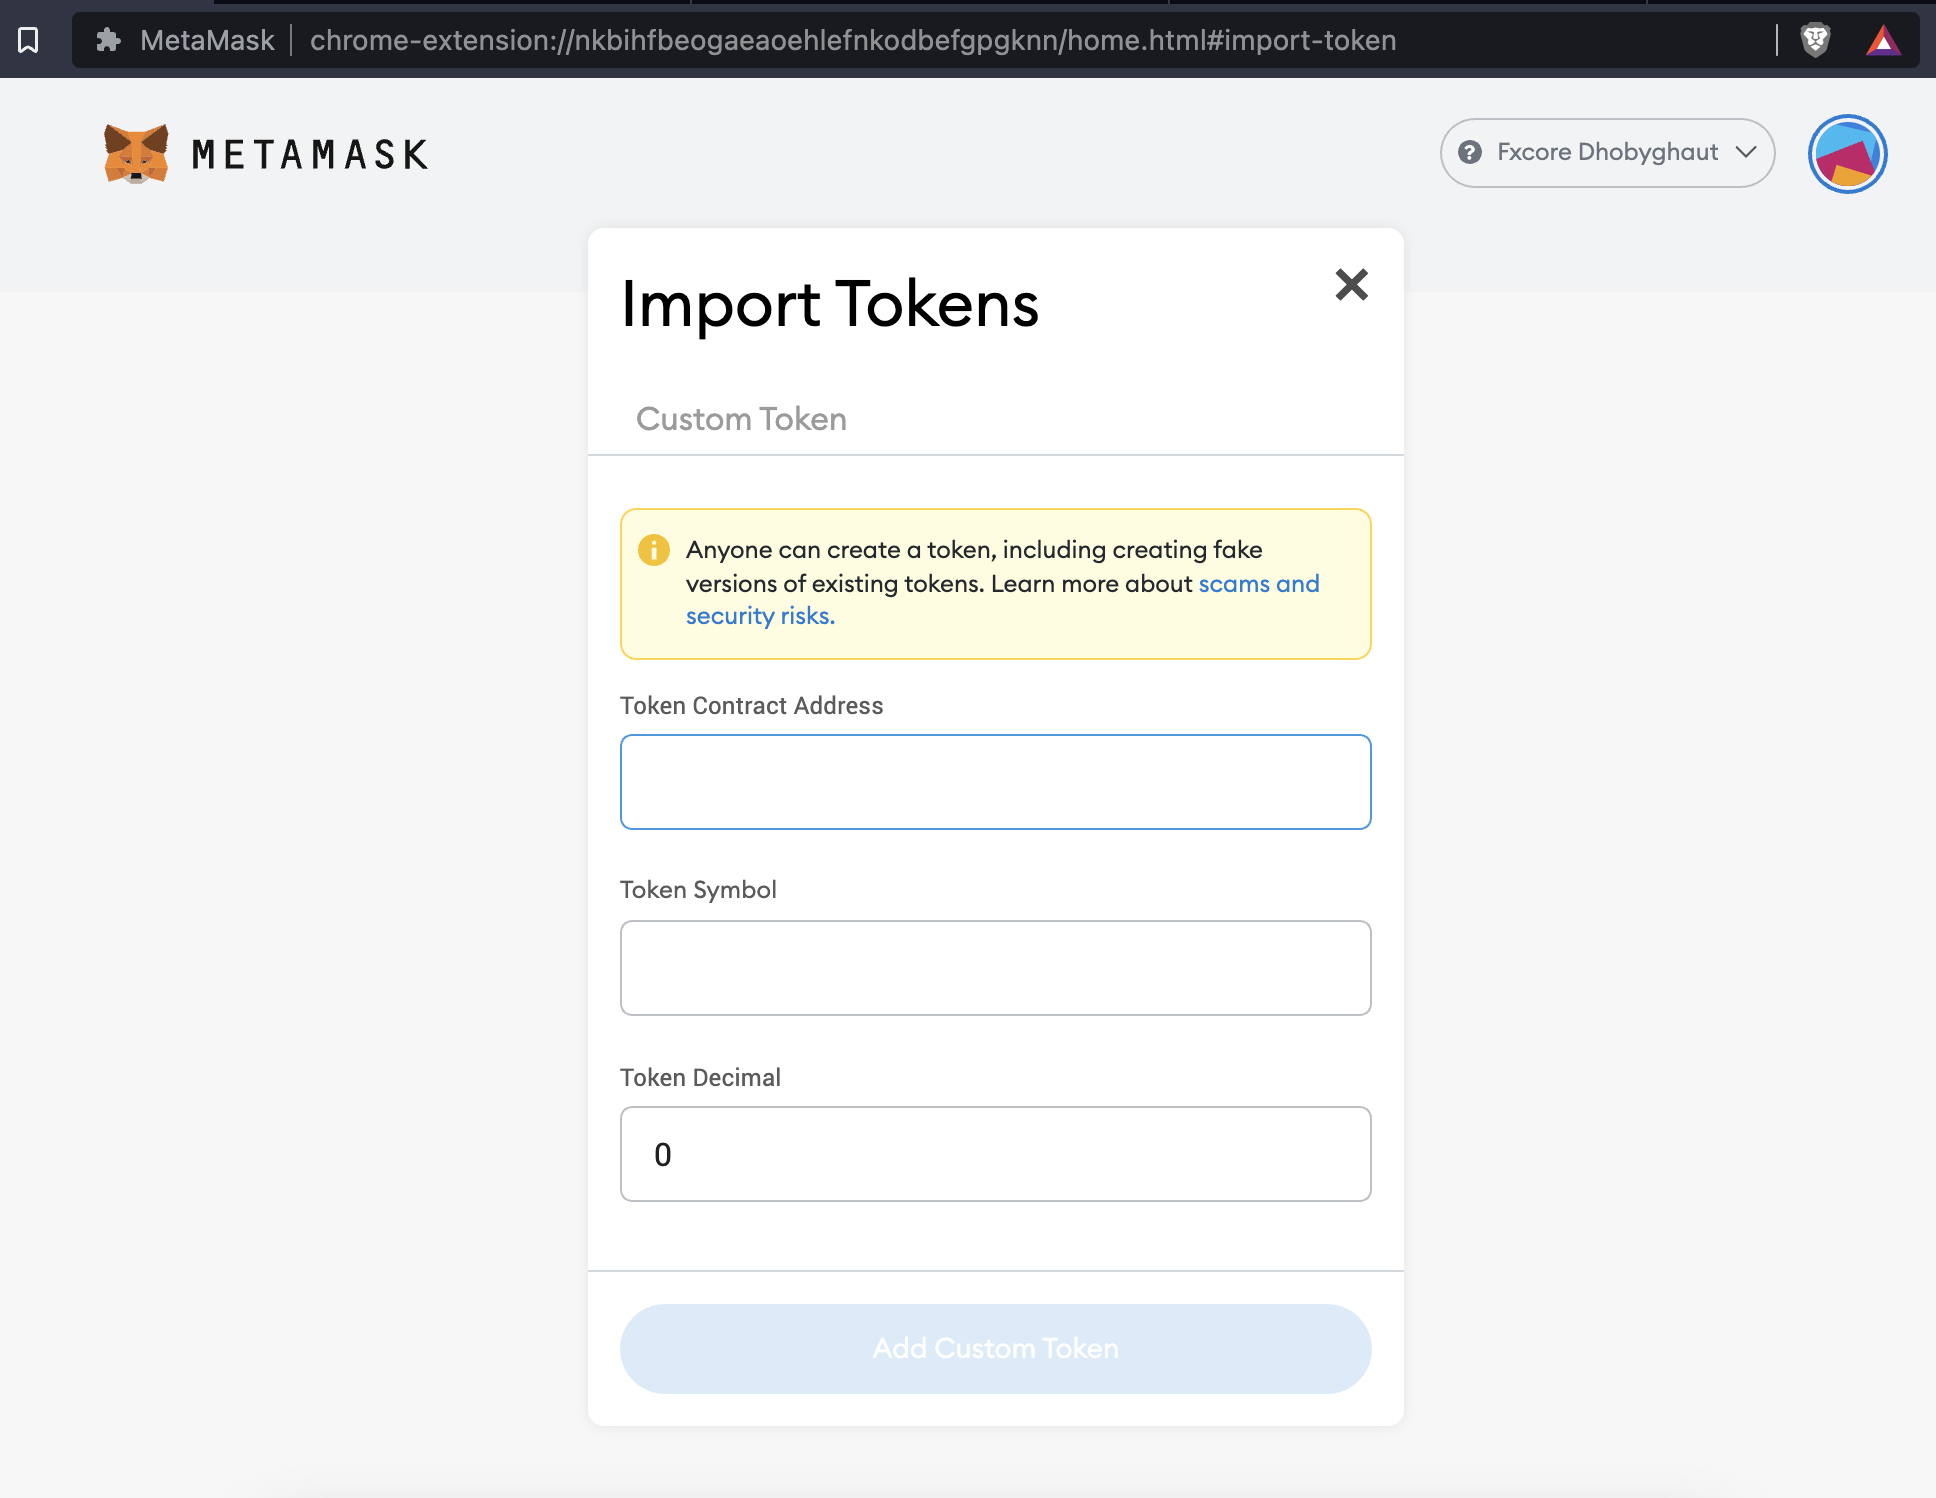 MetaMask chrome-extension://nkbihfbeogaeaoehlefnkodbefgpgknn/home.html#import-token
METAMASK
Fxcore Dhobyghaut
Import Tokens
Custom Token
Anyone can create a token, including creating fake
versions of existing tokens. Learn more about scams and
security risks.
Token Contract Address
Token Symbol
Token Decimal
0
Add Custom Token